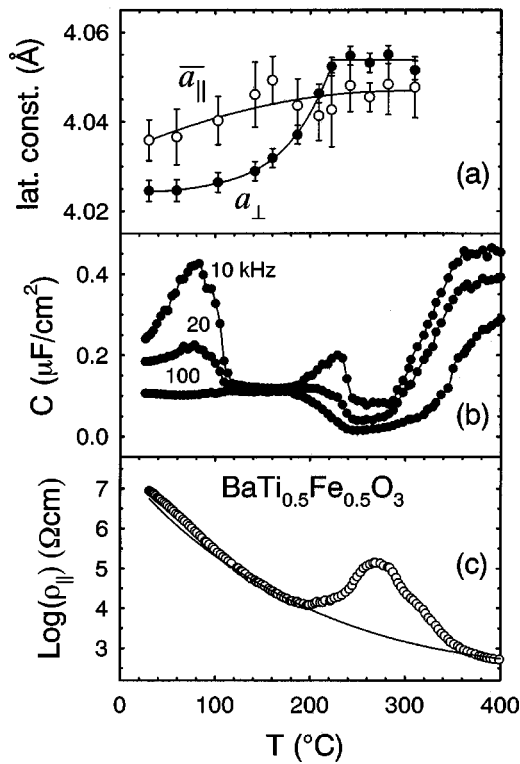 4.06
4.04
4.02
lat. const. (Å)
a∥
a⊥
(a)
0.4
0.2
0.0
C (μF/cm²)
10 kHz
20
100
(b)
7
6
5
4
3
Log(ρ∥) (Ωcm)
BaTi0.5Fe0.5O3
(c)
0 100 200 300 400
T (°C)